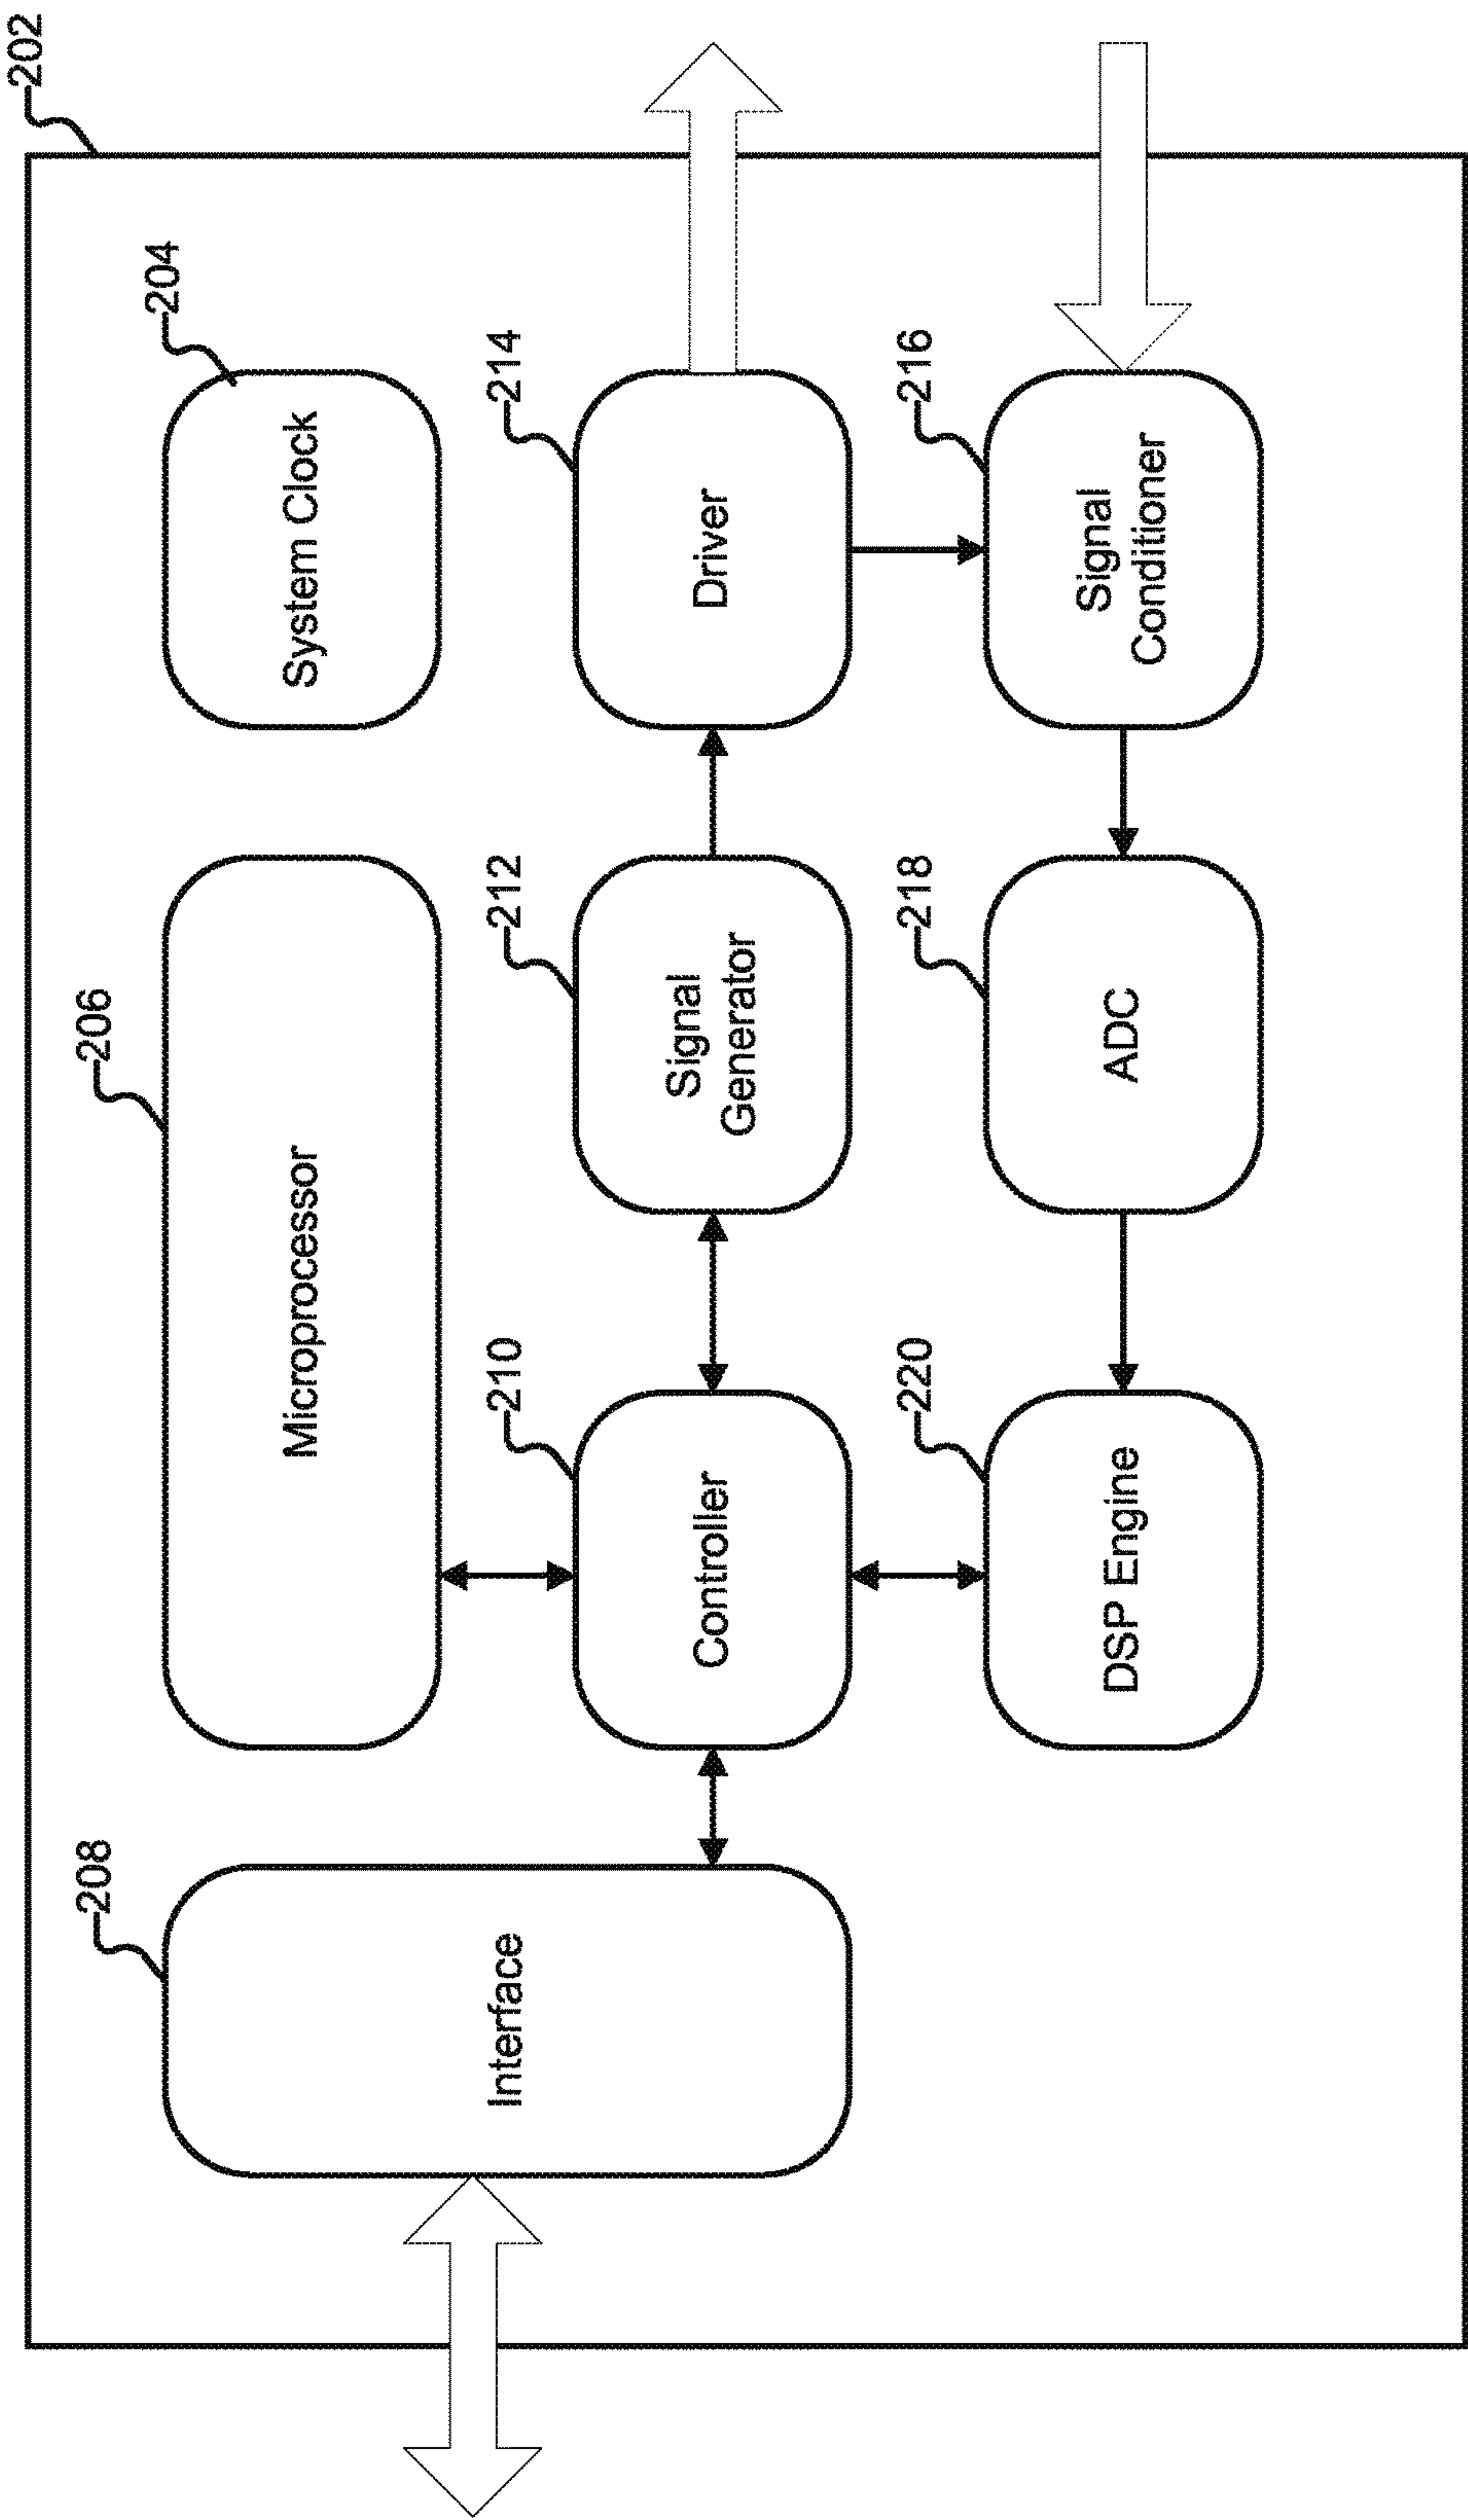 202
206
204
208
Microprocessor
System Clock
Interface
210
212
214
Controller
Signal
Generator
Driver
220
218
216
DSP Engine
ADC
Signal
Conditioner